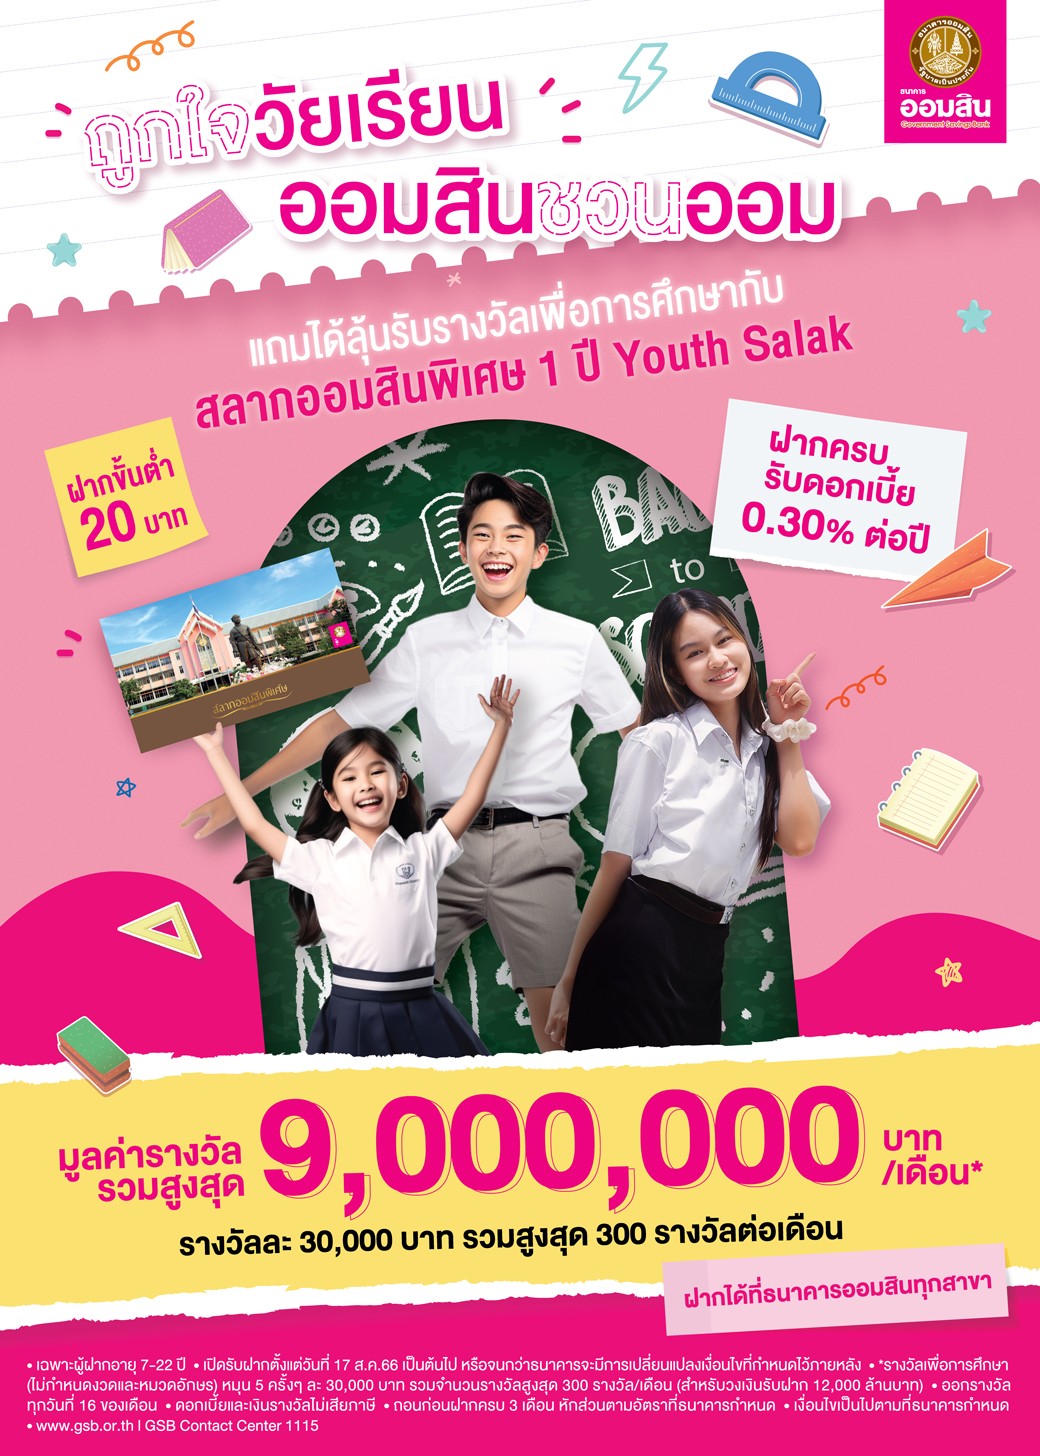 ธนาคารออมสิน
รัฐบาลเป็นประกัน
ธนาคาร
ออมสิน
Government Savings Bank
ถูกใจวัยเรียน
ออมสินชวนออม
แถมได้ลุ้นรับรางวัลเพื่อการศึกษากับ
สลากออมสินพิเศษ 1 ปี Youth Salak
ฝากขั้นต่ำ
20 บาท
ฝากครบ
รับดอกเบี้ย
0.30% ต่อปี
to
สลากออมสินพิเศษ
มูลค่ารางวัล
รวมสูงสุด
9,000,000
บาท
/เดือน*
รางวัลละ 30,000 บาท รวมสูงสุด 300 รางวัลต่อเดือน
ฝากได้ที่ธนาคารออมสินทุกสาขา
• เฉพาะผู้ฝากอายุ 7-22 ปี • เปิดรับฝากตั้งแต่วันที่ 17 ส.ค.66 เป็นต้นไป หรือจนกว่าธนาคารจะมีการเปลี่ยนแปลงเงื่อนไขที่กำหนดไว้ภายหลัง • *รางวัลเพื่อการศึกษา
(ไม่กำหนดงวดและหมวดอักษร) หมุน 5 ครั้งๆ ละ 30,000 บาท รวมจำนวนรางวัลสูงสุด 300 รางวัล/เดือน (สำหรับวงเงินรับฝาก 12,000 ล้านบาท) • ออกรางวัล
ทุกวันที่ 16 ของเดือน • ดอกเบี้ยและเงินรางวัลไม่เสียภาษี • ถอนก่อนฝากครบ 3 เดือน หักส่วนลดตามอัตราที่ธนาคารกำหนด • เงื่อนไขเป็นไปตามที่ธนาคารกำหนด
• www.gsb.or.th | GSB Contact Center 1115